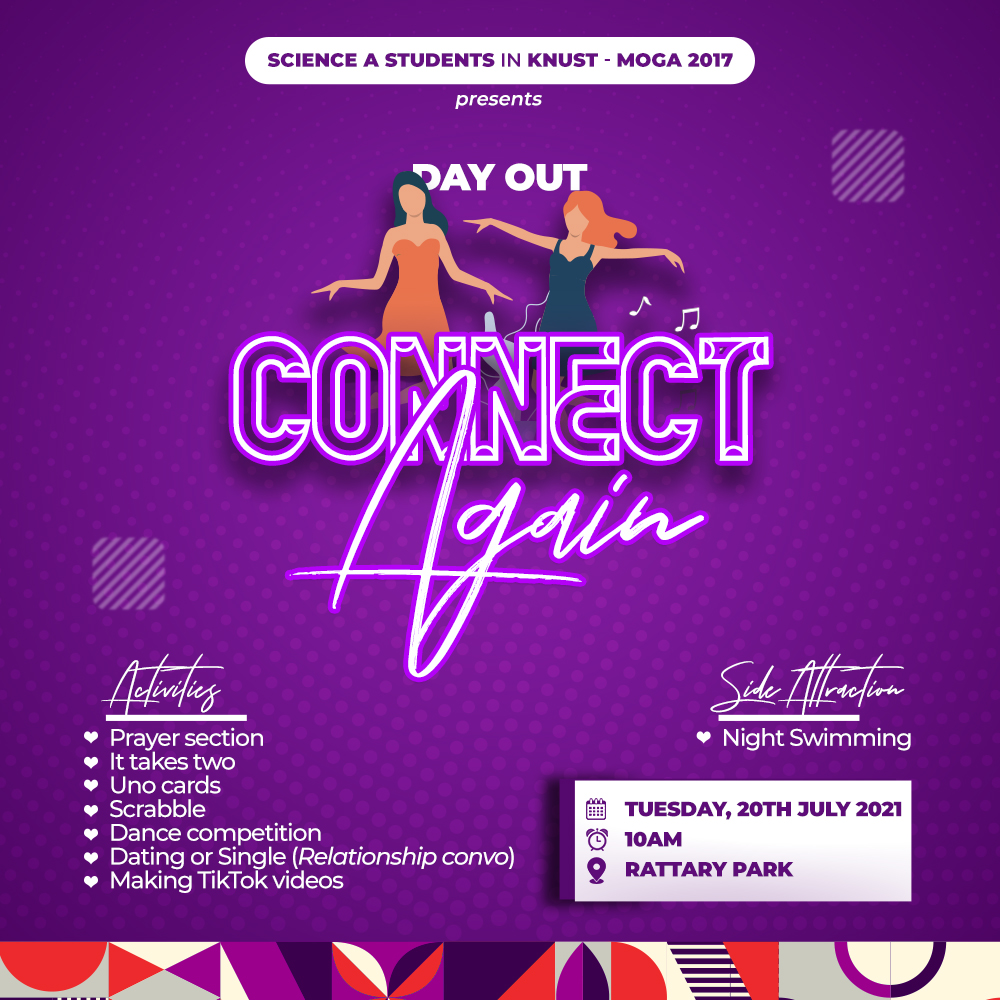 SCIENCE A STUDENTS IN KNUST - MOGA 2017
presents
DAY OUT
CONNECT
Again
Activities
Prayer section
It takes two
Uno cards
Scrabble
Dance competition
Dating or Single (Relationship convo)
Making TikTok videos
Side Attraction
Night Swimming
TUESDAY, 20TH JULY 2021
10AM
RATTARY PARK